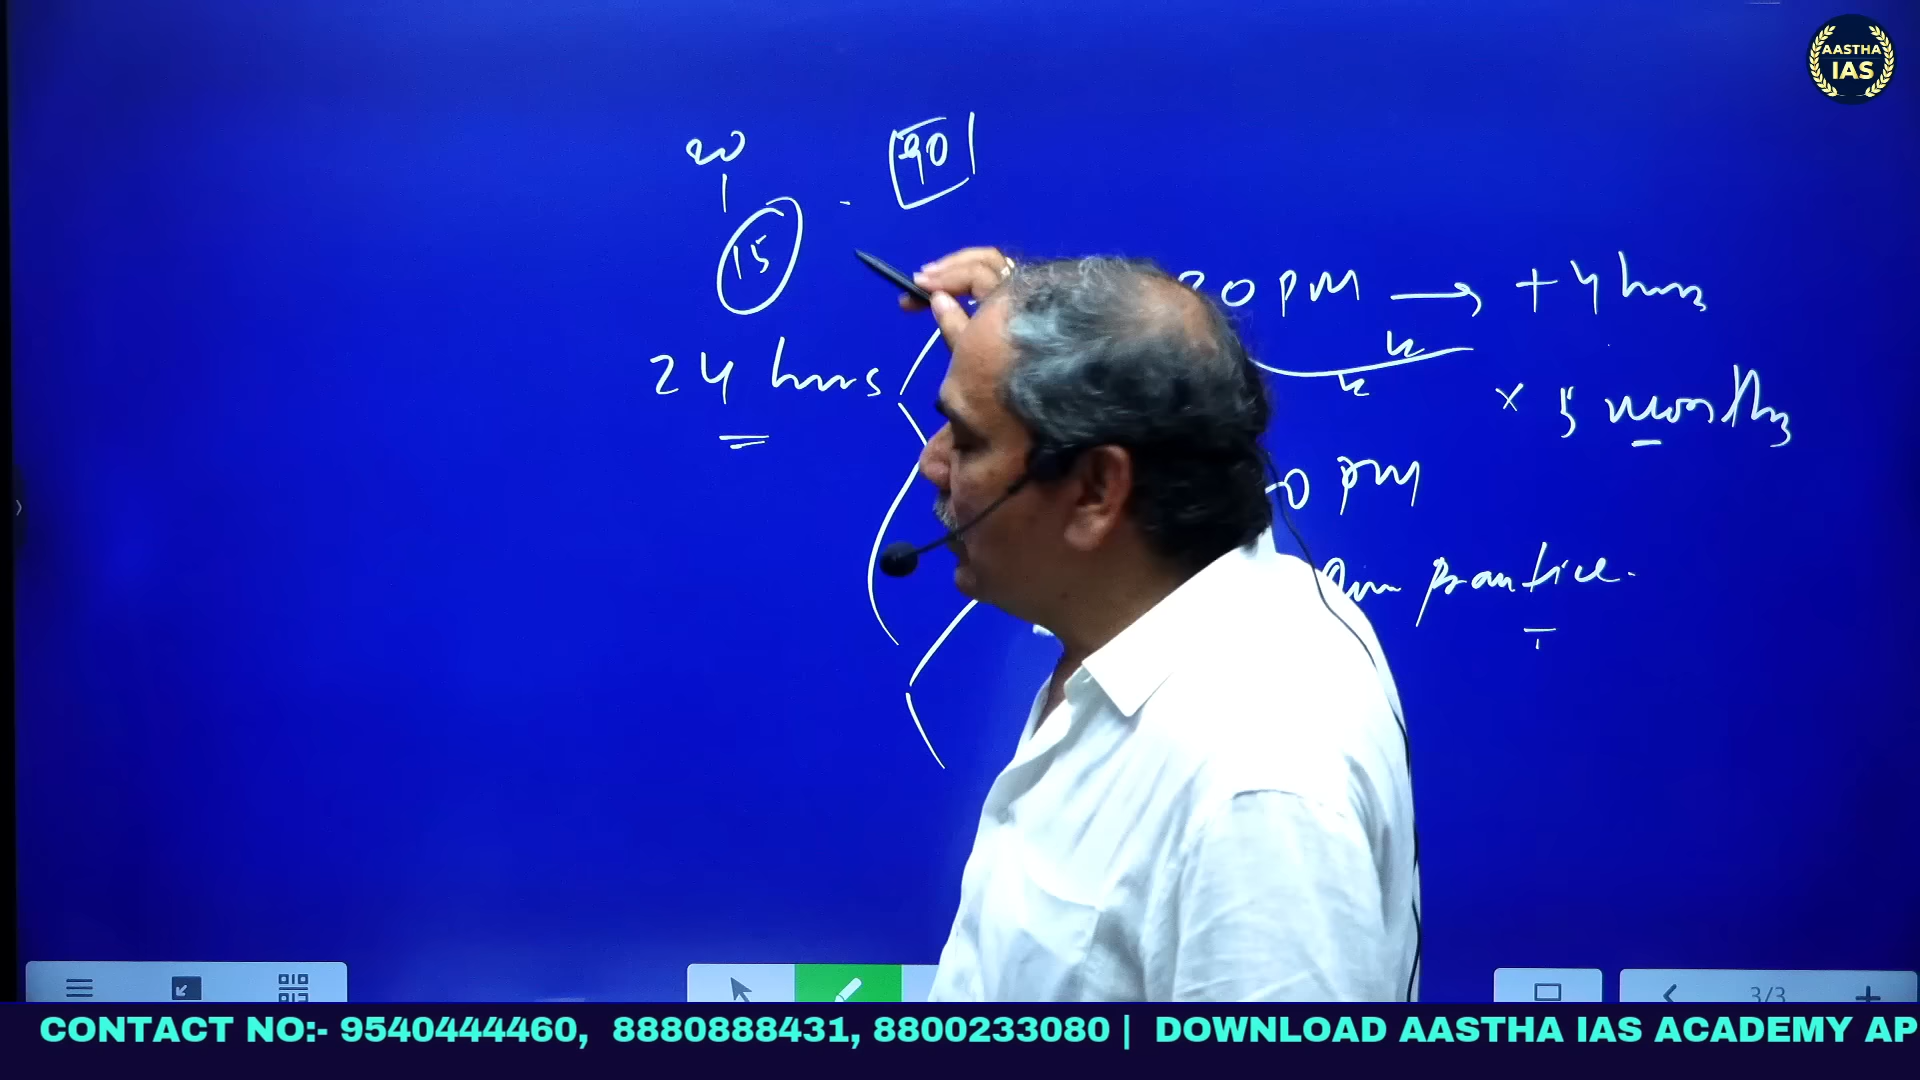 AASTHA
IAS
20
90
15
30 PM → + 4 hrs
24 hrs
× 5 months
0 PM
practice.
3/3
CONTACT NO:- 9540444460, 8880888431, 8800233080 | DOWNLOAD AASTHA IAS ACADEMY AP